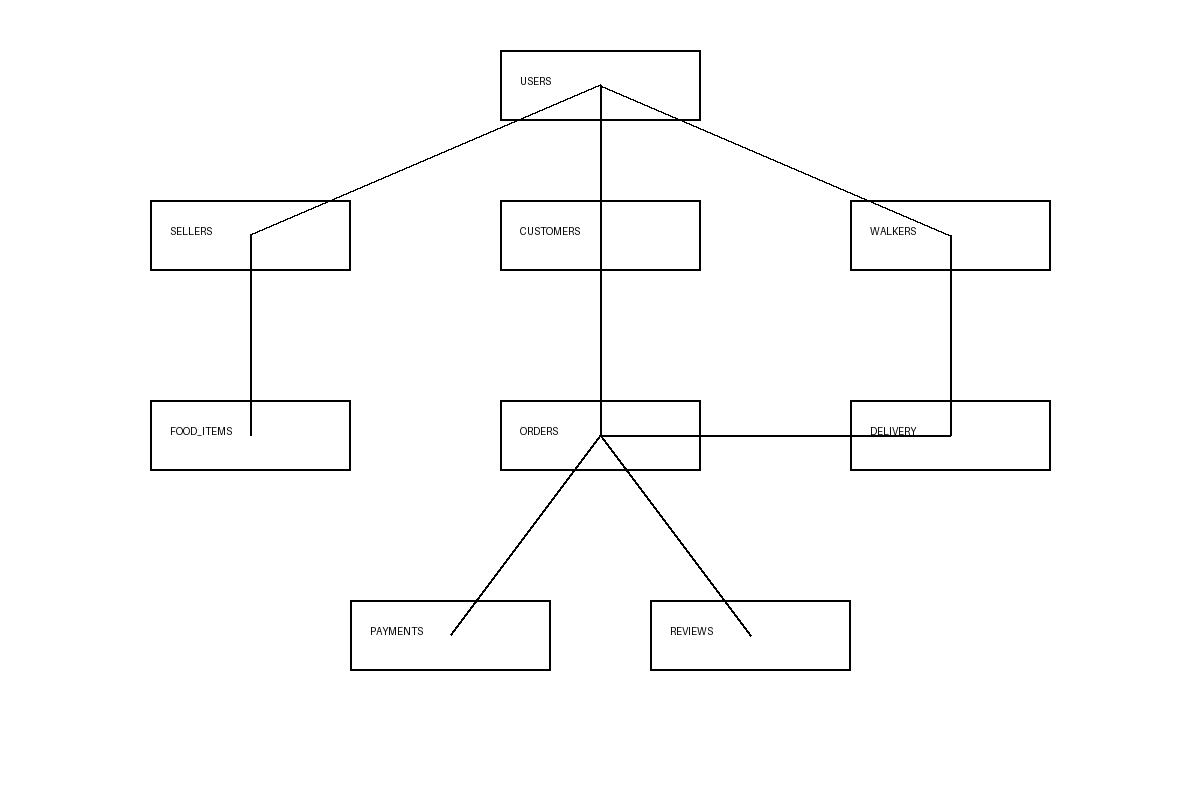 USERS
SELLERS
CUSTOMERS
WALKERS
FOOD_ITEMS
ORDERS
DELIVERY
PAYMENTS
REVIEWS